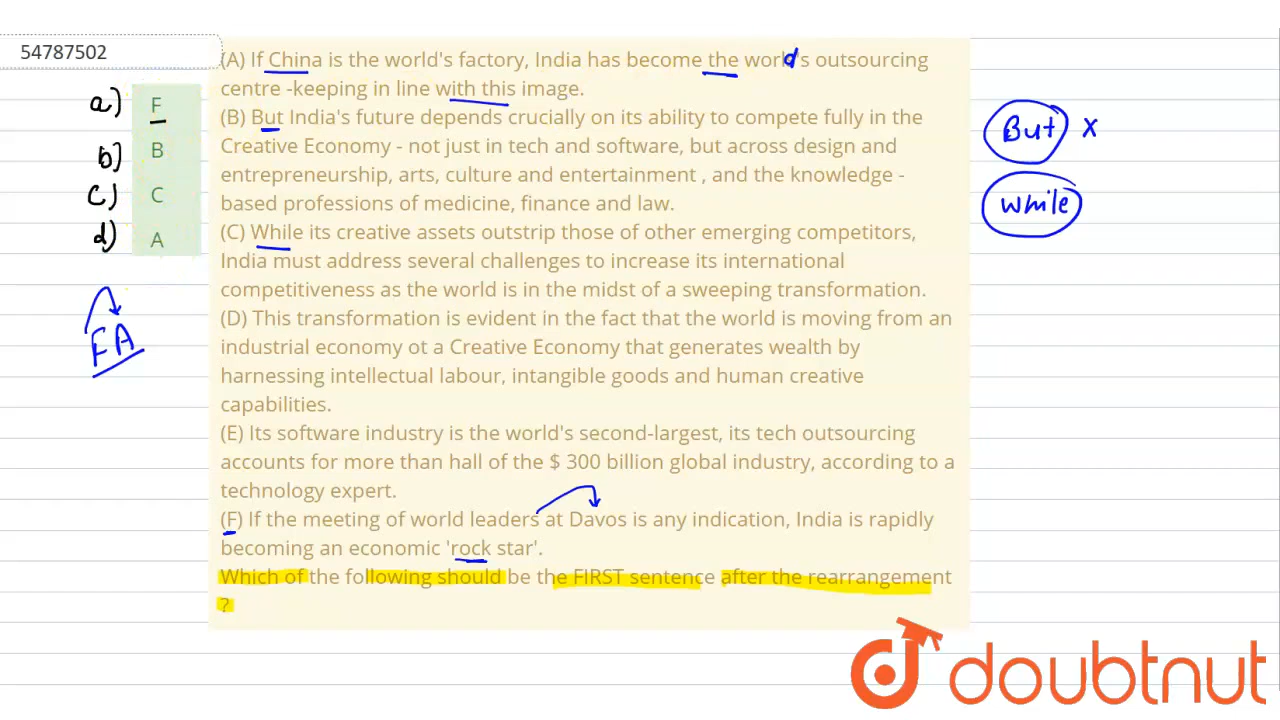 54787502
a) F
b) B
c) C
d) A
FA
(A) If China is the world's factory, India has become the world's outsourcing
centre -keeping in line with this image.
(B) But India's future depends crucially on its ability to compete fully in the
Creative Economy - not just in tech and software, but across design and
entrepreneurship, arts, culture and entertainment , and the knowledge -
based professions of medicine, finance and law.
(C) While its creative assets outstrip those of other emerging competitors,
India must address several challenges to increase its international
competitiveness as the world is in the midst of a sweeping transformation.
(D) This transformation is evident in the fact that the world is moving from an
industrial economy ot a Creative Economy that generates wealth by
harnessing intellectual labour, intangible goods and human creative
capabilities.
(E) Its software industry is the world's second-largest, its tech outsourcing
accounts for more than hall of the $ 300 billion global industry, according to a
technology expert.
(F) If the meeting of world leaders at Davos is any indication, India is rapidly
becoming an economic 'rock star'.
Which of the following should be the FIRST sentence after the rearrangement
?
But x
While
doubtnut